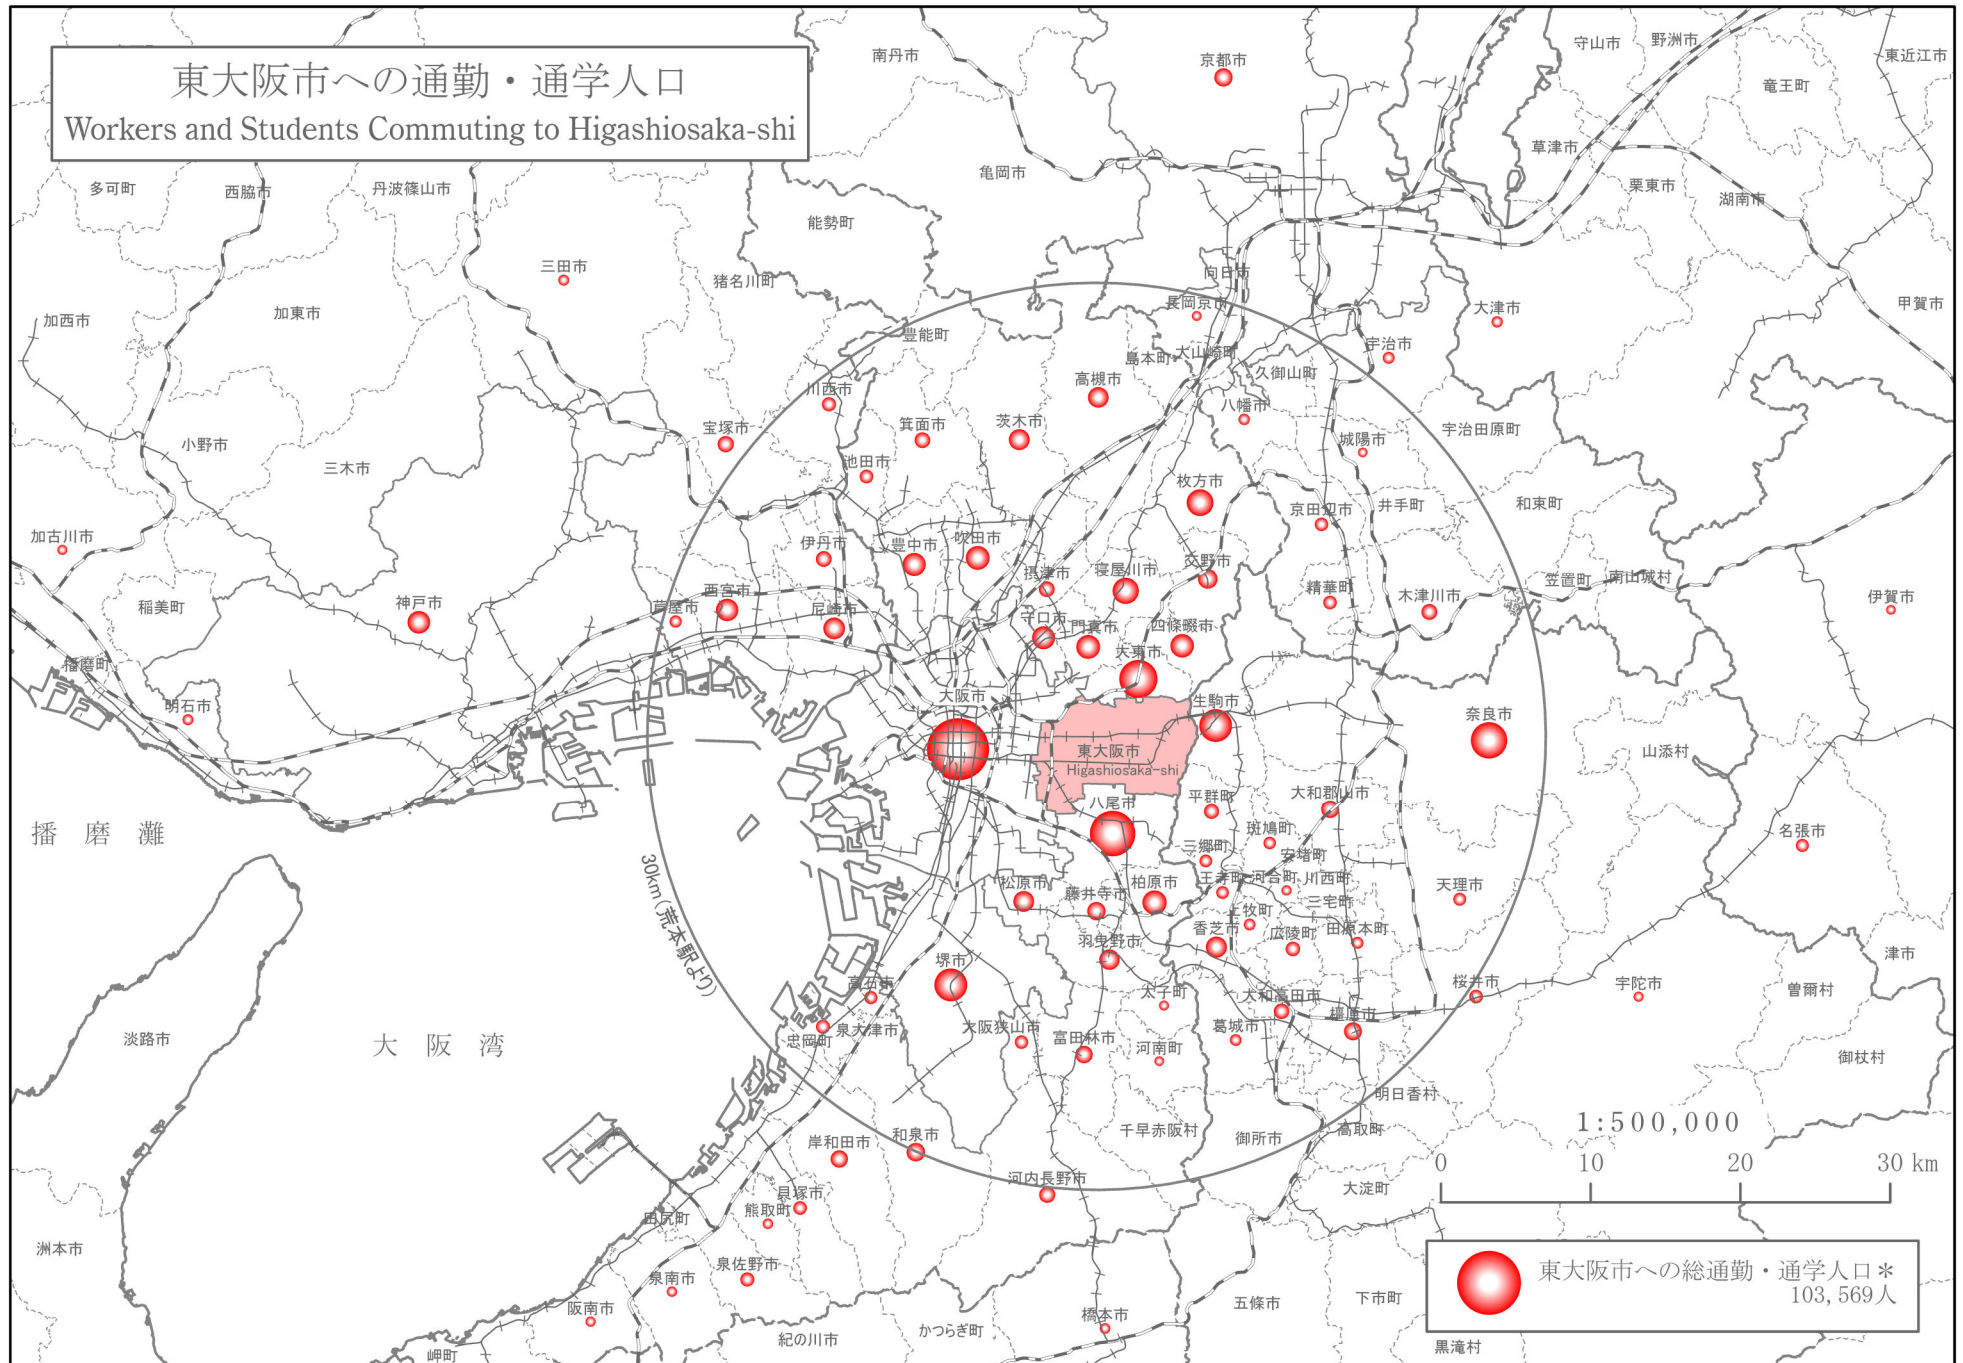 東大阪市への通勤・通学人口
Workers and Students Commuting to Higashiosaka-shi
南丹市
京都市
守山市
野洲市
東近江市
竜王町
草津市
栗東市
湖南市
甲賀市
多可町
西脇市
丹波篠山市
亀岡市
能勢町
三田市
猪名川町
向日市
長岡京市
大津市
加西市
加東市
豊能町
島本町
大山崎町
宇治市
久御山町
川西市
高槻市
八幡市
宇治田原町
宝塚市
箕面市
茨木市
城陽市
小野市
三木市
池田市
枚方市
京田辺市
井手町
和東町
加古川市
伊丹市
豊中市
吹田市
摂津市
寝屋川市
交野市
精華町
木津川市
笠置町
南山城村
伊賀市
稲美町
神戸市
芦屋市
西宮市
尼崎市
守口市
門真市
四條畷市
大東市
播磨町
明石市
大阪市
生駒市
奈良市
山添村
東大阪市
Higashiosaka-shi
八尾市
平群町
大和郡山市
斑鳩町
安堵町
三郷町
名張市
播磨灘
30km(荒本駅より)
松原市
藤井寺市
柏原市
王寺町
河合町
川西町
三宅町
天理市
上牧町
香芝市
広陵町
田原本町
羽曳野市
堺市
高石市
太子町
大和高田市
橿原市
桜井市
宇陀市
曽爾村
津市
御杖村
淡路市
大阪湾
忠岡町
泉大津市
大阪狭山市
富田林市
河南町
葛城市
明日香村
高取町
千早赤阪村
御所市
岸和田市
和泉市
河内長野市
大淀町
貝塚市
熊取町
田尻町
泉佐野市
泉南市
阪南市
岬町
洲本市
紀の川市
かつらぎ町
橋本市
五條市
下市町
黒滝村
1:500,000
0 10 20 30 km
東大阪市への総通勤・通学人口＊
103,569人